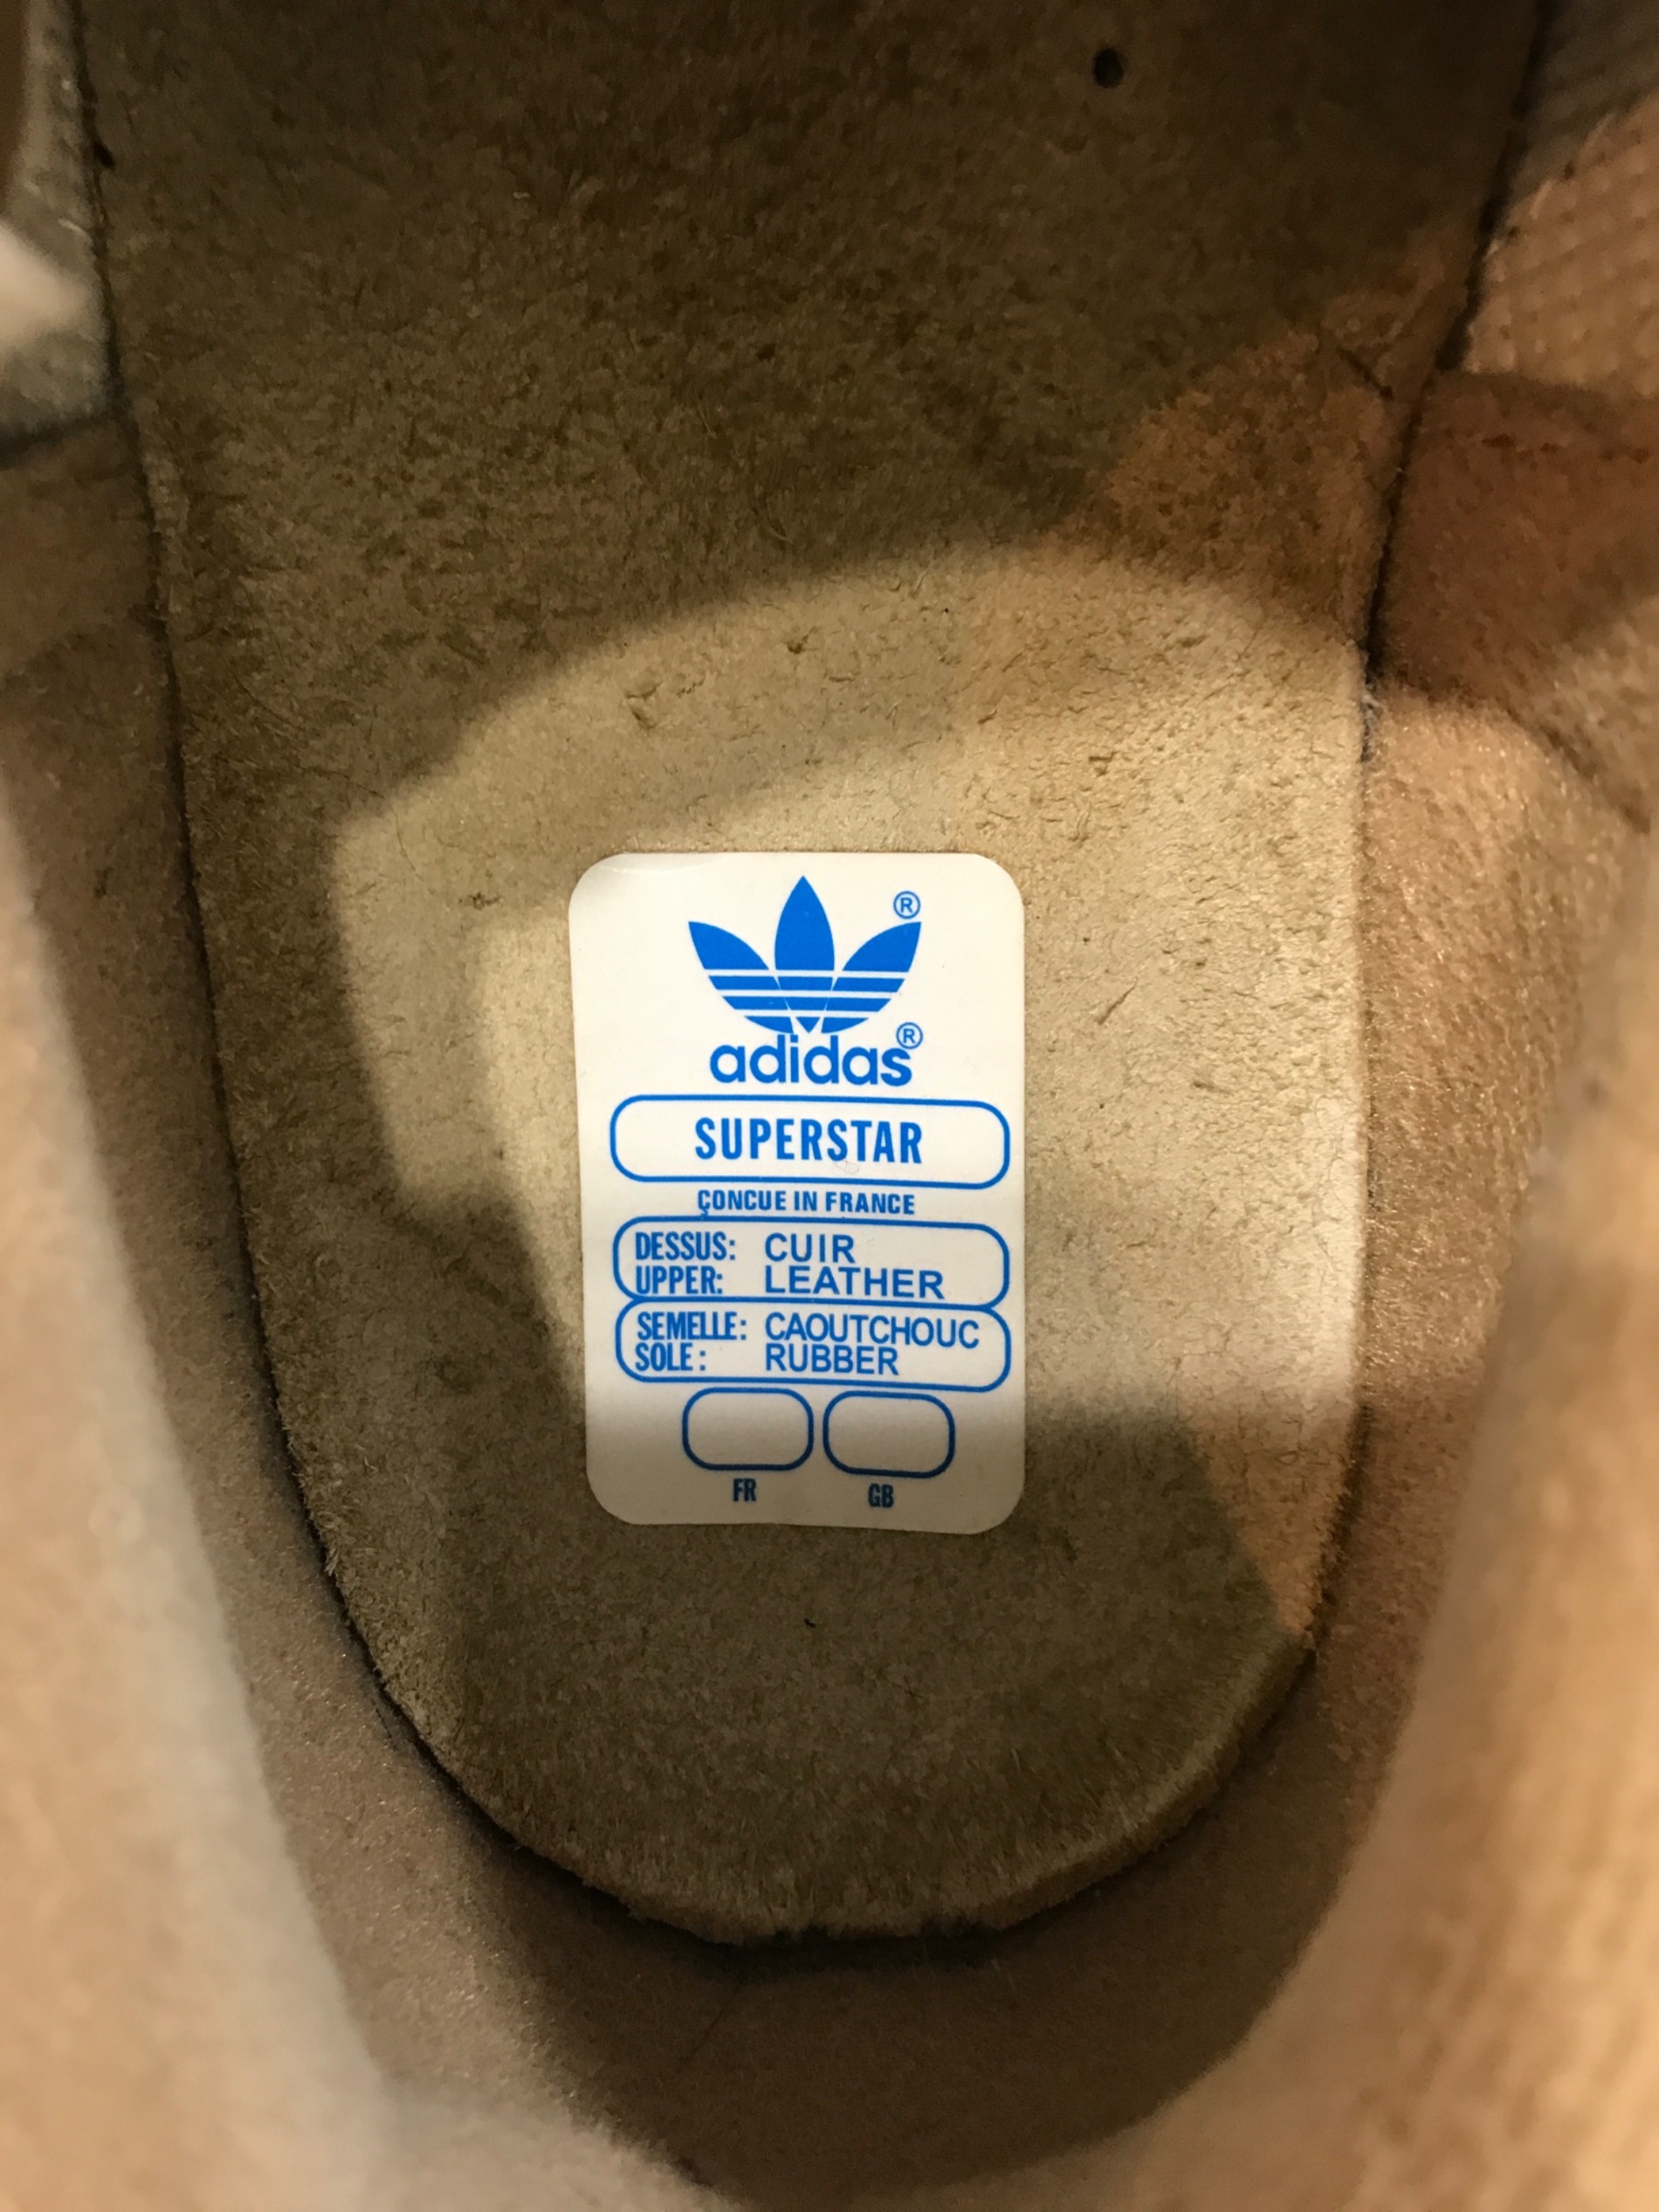 ®
adidas®
SUPERSTAR
ÇONCUE IN FRANCE
DESSUS: CUIR
UPPER: LEATHER
SEMELLE: CAOUTCHOUC
SOLE: RUBBER
FR GB